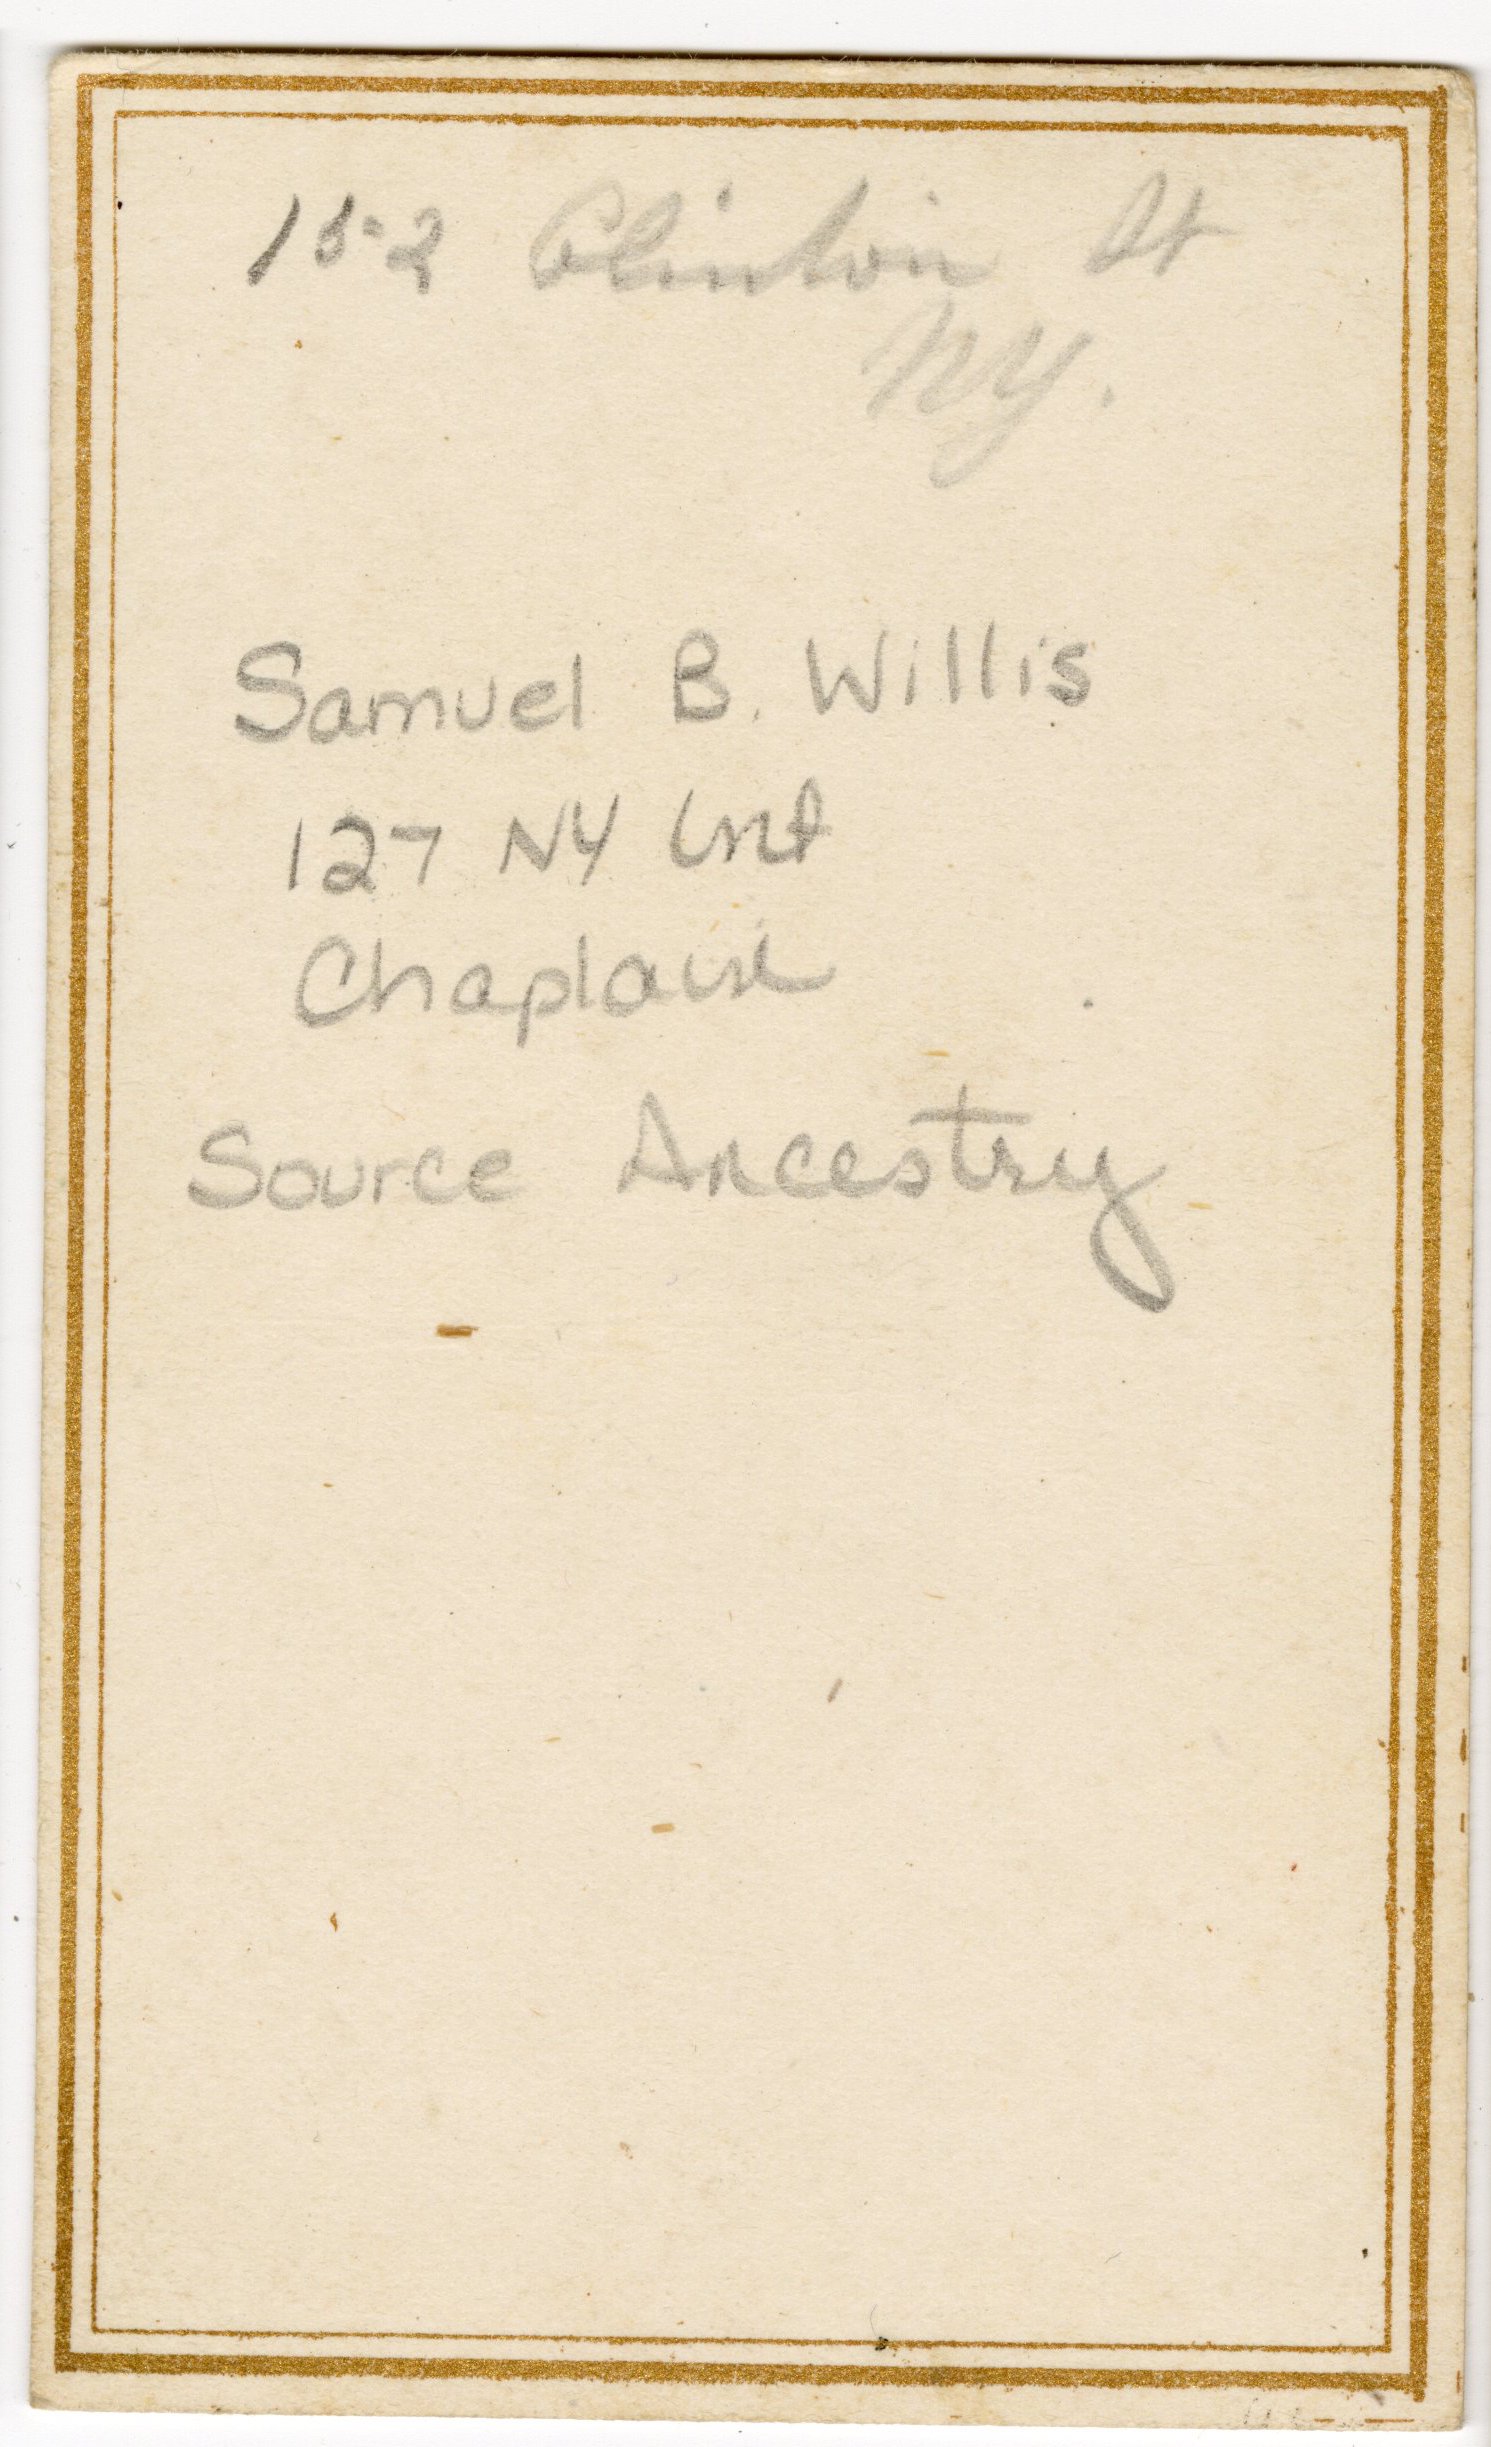 152 Clinton St
NY.
Samuel B. Willis
127 NY Inf
Chaplain
Source Ancestry